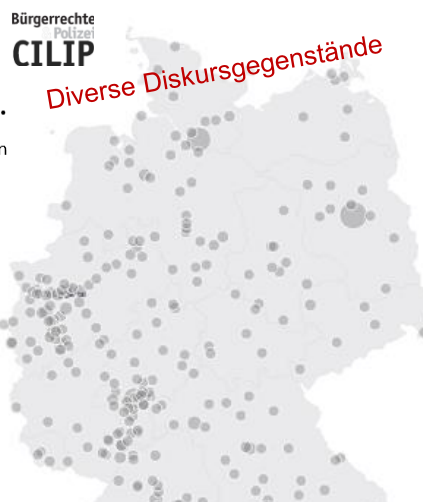 Bürgerrechte
Polizei
CILIP
Diverse Diskursgegenstände
.
n